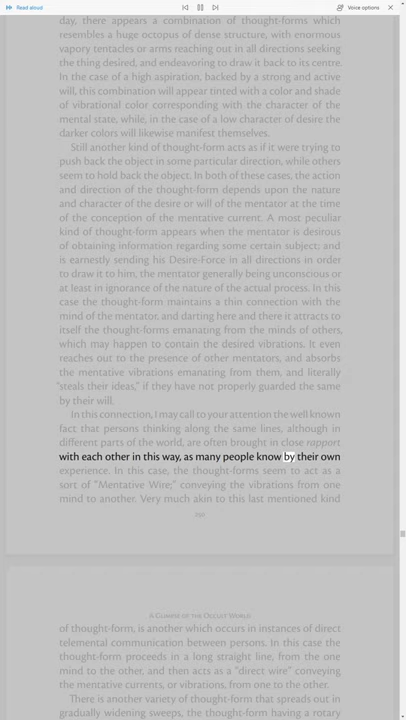 Read aloud
Voice options
day, there appears a combination of thought-forms which
resembles a huge octopus of dense structure, with enormous
vapory tentacles or arms reaching out in all directions seeking
the thing desired, and endeavoring to draw it back to its centre.
In the case of a high aspiration, backed by a strong and active
will, this combination will appear tinted with a color and shade
of vibrational color corresponding with the character of the
mental state, while, in the case of a low character of desire the
darker colors will likewise manifest themselves.
Still another kind of thought-form acts as if it were trying to
push back the object in some particular direction, while others
seem to hold back the object. In both of these cases, the action
and direction of the thought-form depends upon the nature
and character of the desire or will of the mentator at the time
of the conception of the mentative current. A most peculiar
kind of thought-form appears when the mentator is desirous
of obtaining information regarding some certain subject; and
is earnestly sending his Desire-Force in all directions in order
to draw it to him, the mentator generally being unconscious or
at least in ignorance of the nature of the actual process. In this
case the thought-form maintains a thin connection with the
mind of the mentator, and darting here and there it attracts to
itself the thought-forms emanating from the minds of others,
which may happen to contain the desired vibrations. It even
reaches out to the presence of other mentators, and absorbs
the mentative vibrations emanating from them, and literally
"steals their ideas," if they have not properly guarded the same
by their will.
In this connection, I may call to your attention the well known
fact that persons thinking along the same lines, although in
different parts of the world, are often brought in close rapport
with each other in this way, as many people know by their own
experience. In this case, the thought-forms seem to act as a
sort of "Mentative Wire," conveying the vibrations from one
mind to another. Very much akin to this last mentioned kind
A Glimpse of the Occult World
of thought-form, is another which occurs in instances of direct
telemental communication between persons. In this case the
thought-form proceeds in a long straight line, from the one
mind to the other, and then acts as a "direct wire" conveying
the mentative currents, or vibrations, from one to the other.
There is another variety of thought-form that spreads out in
gradually widening sweeps, the thought-form having a rotary